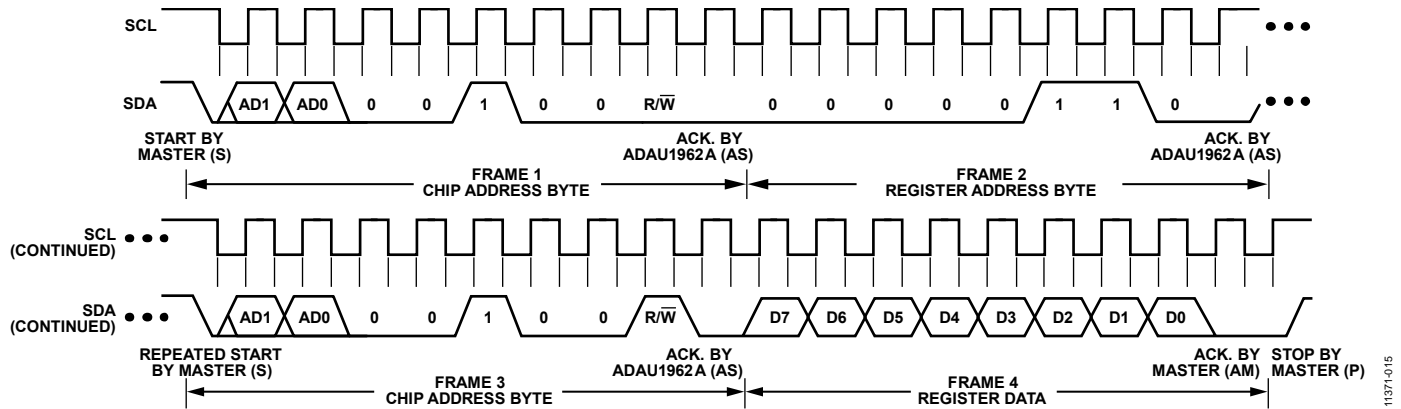 SCL
SDA AD1 AD0 0 0 1 0 0 R/W̅ 0 0 0 0 0 1 1 0
START BY
MASTER (S)
ACK. BY
ADAU1962A (AS)
ACK. BY
ADAU1962A (AS)
FRAME 1
CHIP ADDRESS BYTE
FRAME 2
REGISTER ADDRESS BYTE
SCL
(CONTINUED)
SDA
(CONTINUED)
AD1 AD0 0 0 1 0 0 R/W̅ D7 D6 D5 D4 D3 D2 D1 D0
REPEATED START
BY MASTER (S)
ACK. BY
ADAU1962A (AS)
ACK. BY
MASTER (AM)
STOP BY
MASTER (P)
FRAME 3
CHIP ADDRESS BYTE
FRAME 4
REGISTER DATA
11371-015